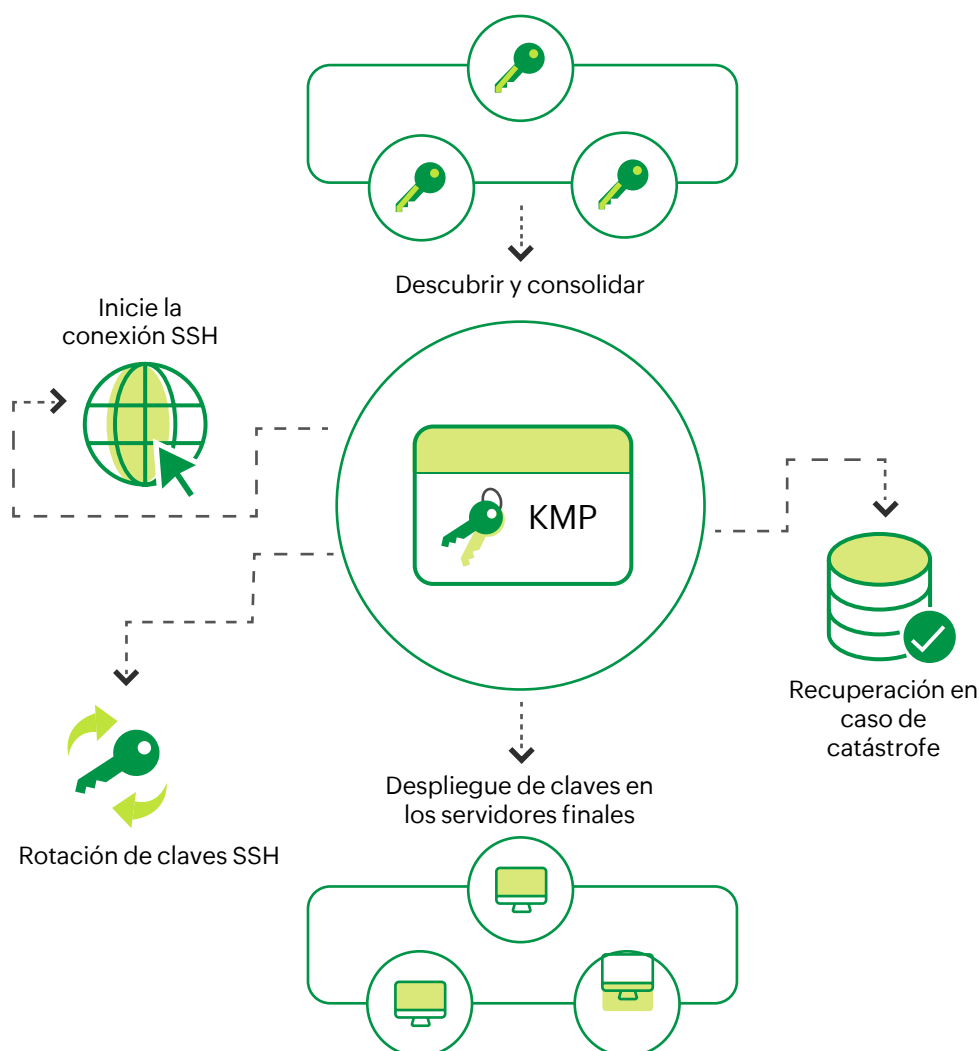 Descubrir y consolidar
Inicie la
conexión SSH
KMP
Recuperación en
caso de
catástrofe
Despliegue de claves en
los servidores finales
Rotación de claves SSH